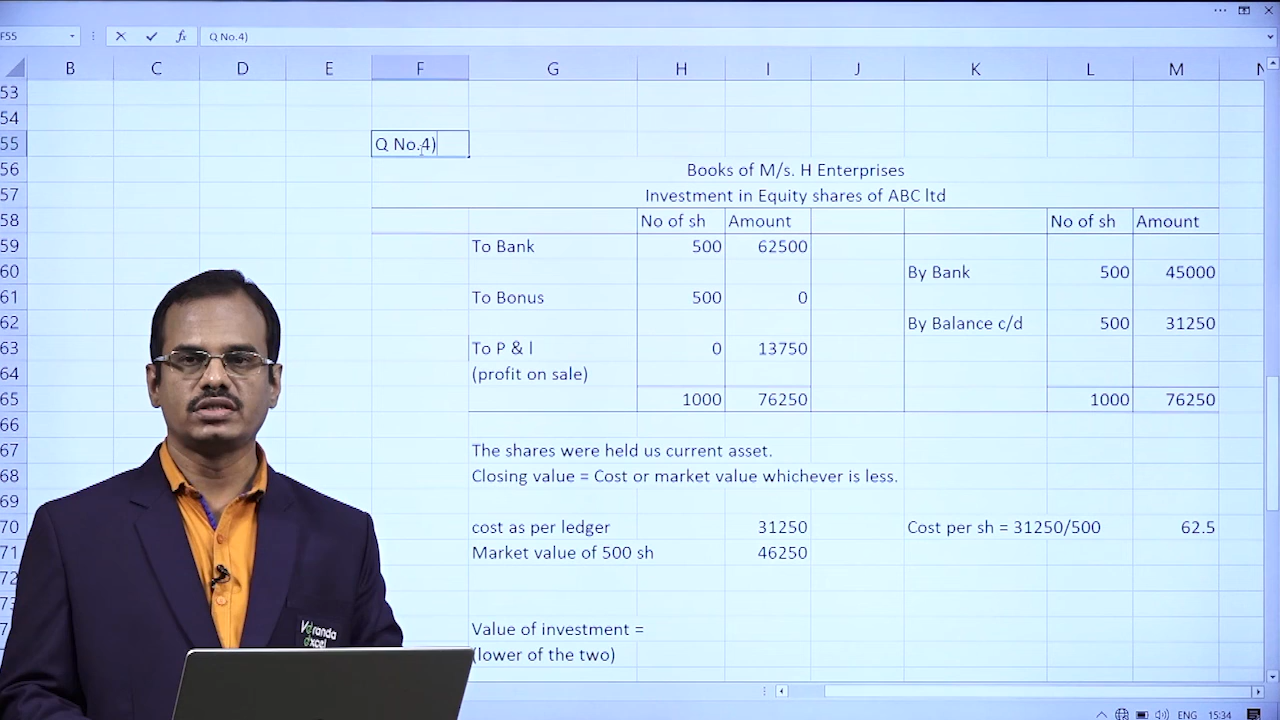 F55 Q No.4)
B C D E F G H I J K L M N
53
54
55 Q No.4)
56 Books of M/s. H Enterprises
57 Investment in Equity shares of ABC ltd
58 No of sh Amount No of sh Amount
59 To Bank 500 62500
60 By Bank 500 45000
61 To Bonus 500 0
62 By Balance c/d 500 31250
63 To P & l 0 13750
64 (profit on sale)
65 1000 76250 1000 76250
66
67 The shares were held us current asset.
68 Closing value = Cost or market value whichever is less.
69
70 cost as per ledger 31250 Cost per sh = 31250/500 62.5
71 Market value of 500 sh 46250
72
73
7 Value of investment =
(lower of the two)
Veranda
excel
ENG 15:34